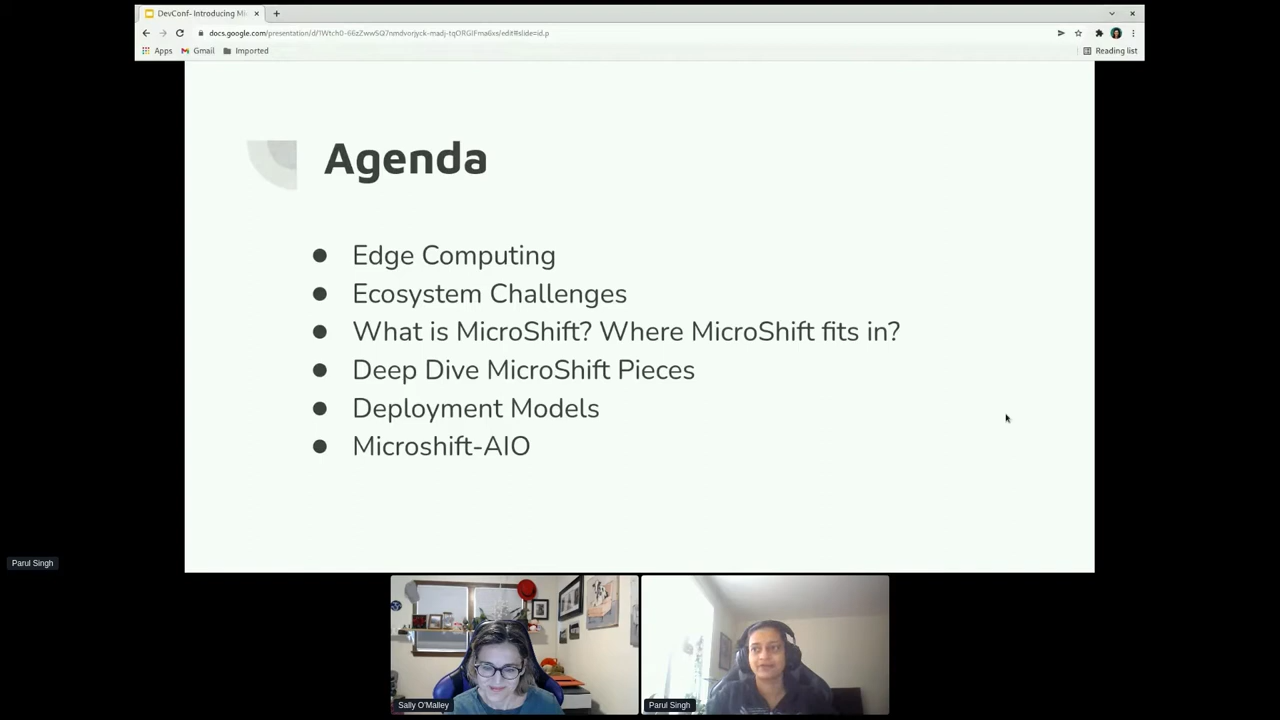 DevConf- Introducing Mi
Apps
Gmail
Imported
Reading list
Agenda
● Edge Computing
● Ecosystem Challenges
● What is MicroShift? Where MicroShift fits in?
● Deep Dive MicroShift Pieces
● Deployment Models
● Microshift-AIO
Parul Singh
Sally O'Malley
Parul Singh